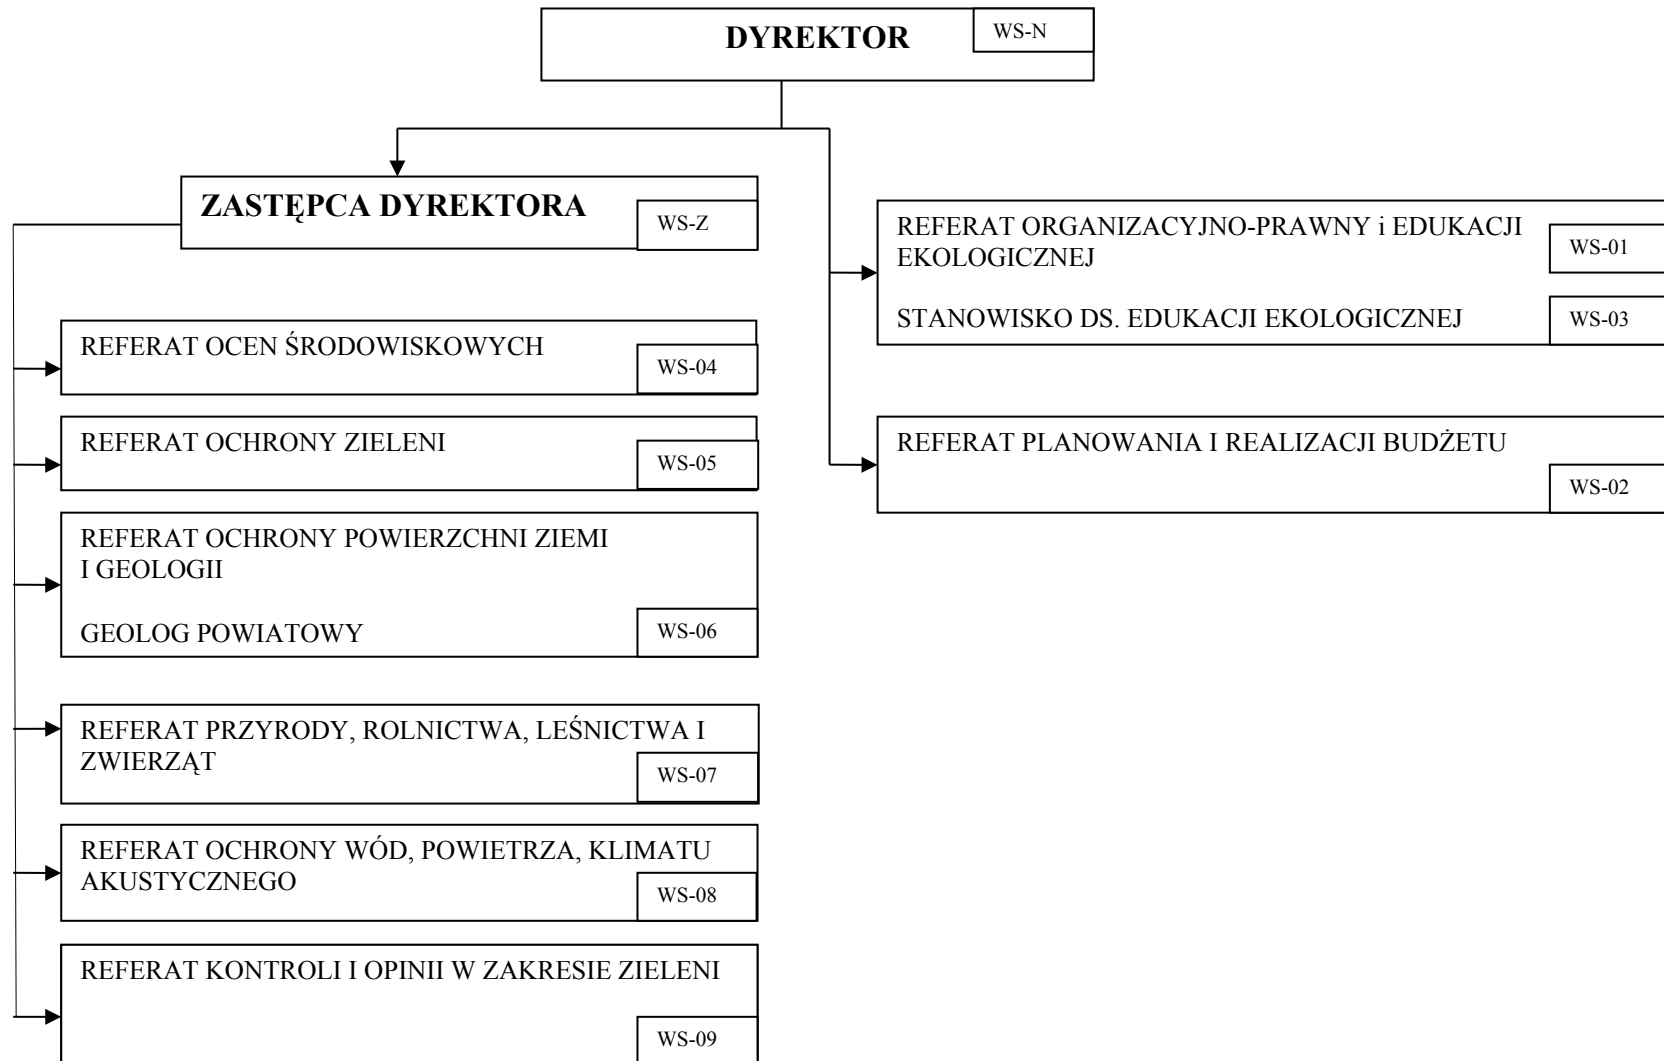 DYREKTOR
WS-N
ZASTĘPCA DYREKTORA
WS-Z
REFERAT OCEN ŚRODOWISKOWYCH
WS-04
REFERAT OCHRONY ZIELENI
WS-05
REFERAT OCHRONY POWIERZCHNI ZIEMI
I GEOLOGII
GEOLOG POWIATOWY
WS-06
REFERAT PRZYRODY, ROLNICTWA, LEŚNICTWA I
ZWIERZĄT
WS-07
REFERAT OCHRONY WÓD, POWIETRZA, KLIMATU
AKUSTYCZNEGO
WS-08
REFERAT KONTROLI I OPINII W ZAKRESIE ZIELENI
WS-09
REFERAT ORGANIZACYJNO-PRAWNY i EDUKACJI
EKOLOGICZNEJ
WS-01
STANOWISKO DS. EDUKACJI EKOLOGICZNEJ
WS-03
REFERAT PLANOWANIA I REALIZACJI BUDŻETU
WS-02